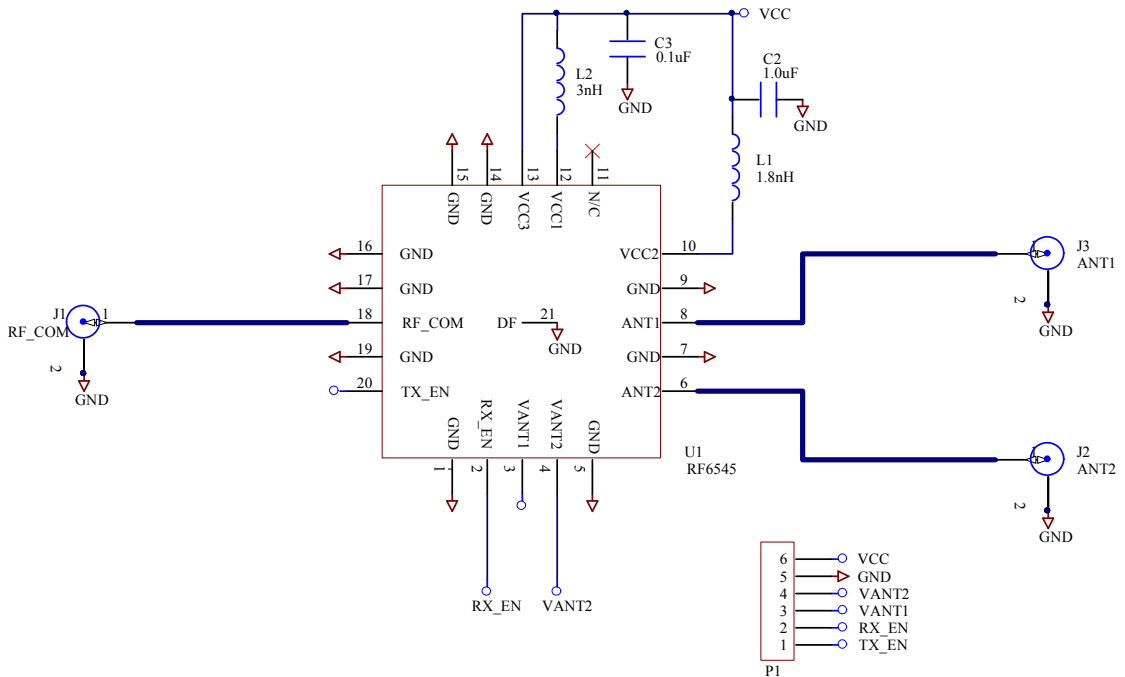 VCC
C3
0.1uF
C2
1.0uF
L2
3nH
GND
GND
L1
1.8nH
15
14
13
12
11
GND
GND
VCC3
VCC1
N/C
16
GND
VCC2
10
17
GND
GND
9
J1
1
RF_COM
18
RF_COM
DF
21
GND
ANT1
8
19
GND
GND
7
20
TX_EN
ANT2
6
2
GND
GND
RX_EN
VANT1
VANT2
GND
1
2
3
4
5
U1
RF6545
1
J3
ANT1
2
GND
1
J2
ANT2
2
GND
RX_EN
VANT2
6
VCC
5
GND
4
VANT2
3
VANT1
2
RX_EN
1
TX_EN
P1